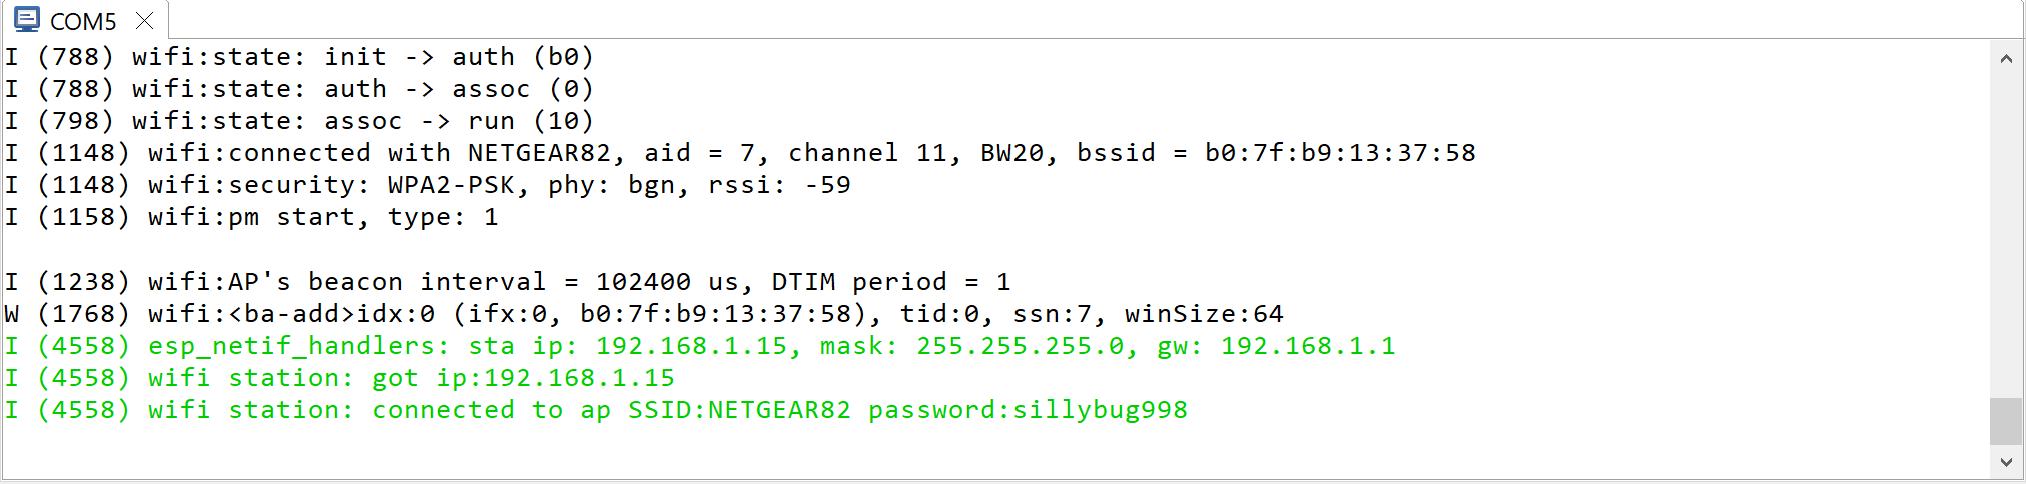 COM5
I (788) wifi:state: init -> auth (b0)
I (788) wifi:state: auth -> assoc (0)
I (798) wifi:state: assoc -> run (10)
I (1148) wifi:connected with NETGEAR82, aid = 7, channel 11, BW20, bssid = b0:7f:b9:13:37:58
I (1148) wifi:security: WPA2-PSK, phy: bgn, rssi: -59
I (1158) wifi:pm start, type: 1
I (1238) wifi:AP's beacon interval = 102400 us, DTIM period = 1
W (1768) wifi:<ba-add>idx:0 (ifx:0, b0:7f:b9:13:37:58), tid:0, ssn:7, winSize:64
I (4558) esp_netif_handlers: sta ip: 192.168.1.15, mask: 255.255.255.0, gw: 192.168.1.1
I (4558) wifi station: got ip:192.168.1.15
I (4558) wifi station: connected to ap SSID:NETGEAR82 password:sillybug998